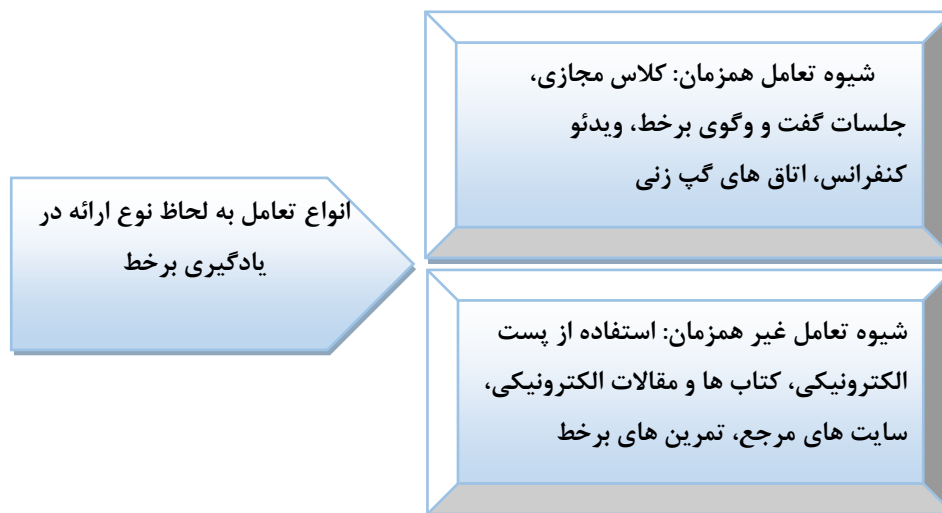 انواع تعامل به لحاظ نوع ارائه در
یادگیری برخط
شیوه تعامل همزمان: کلاس مجازی،
جلسات گفت و وگوی برخط، ویدئو
کنفرانس، اتاق های گپ زنی
شیوه تعامل غیر همزمان: استفاده از پست
الکترونیکی، کتاب ها و مقالات الکترونیکی،
سایت های مرجع، تمرین های برخط